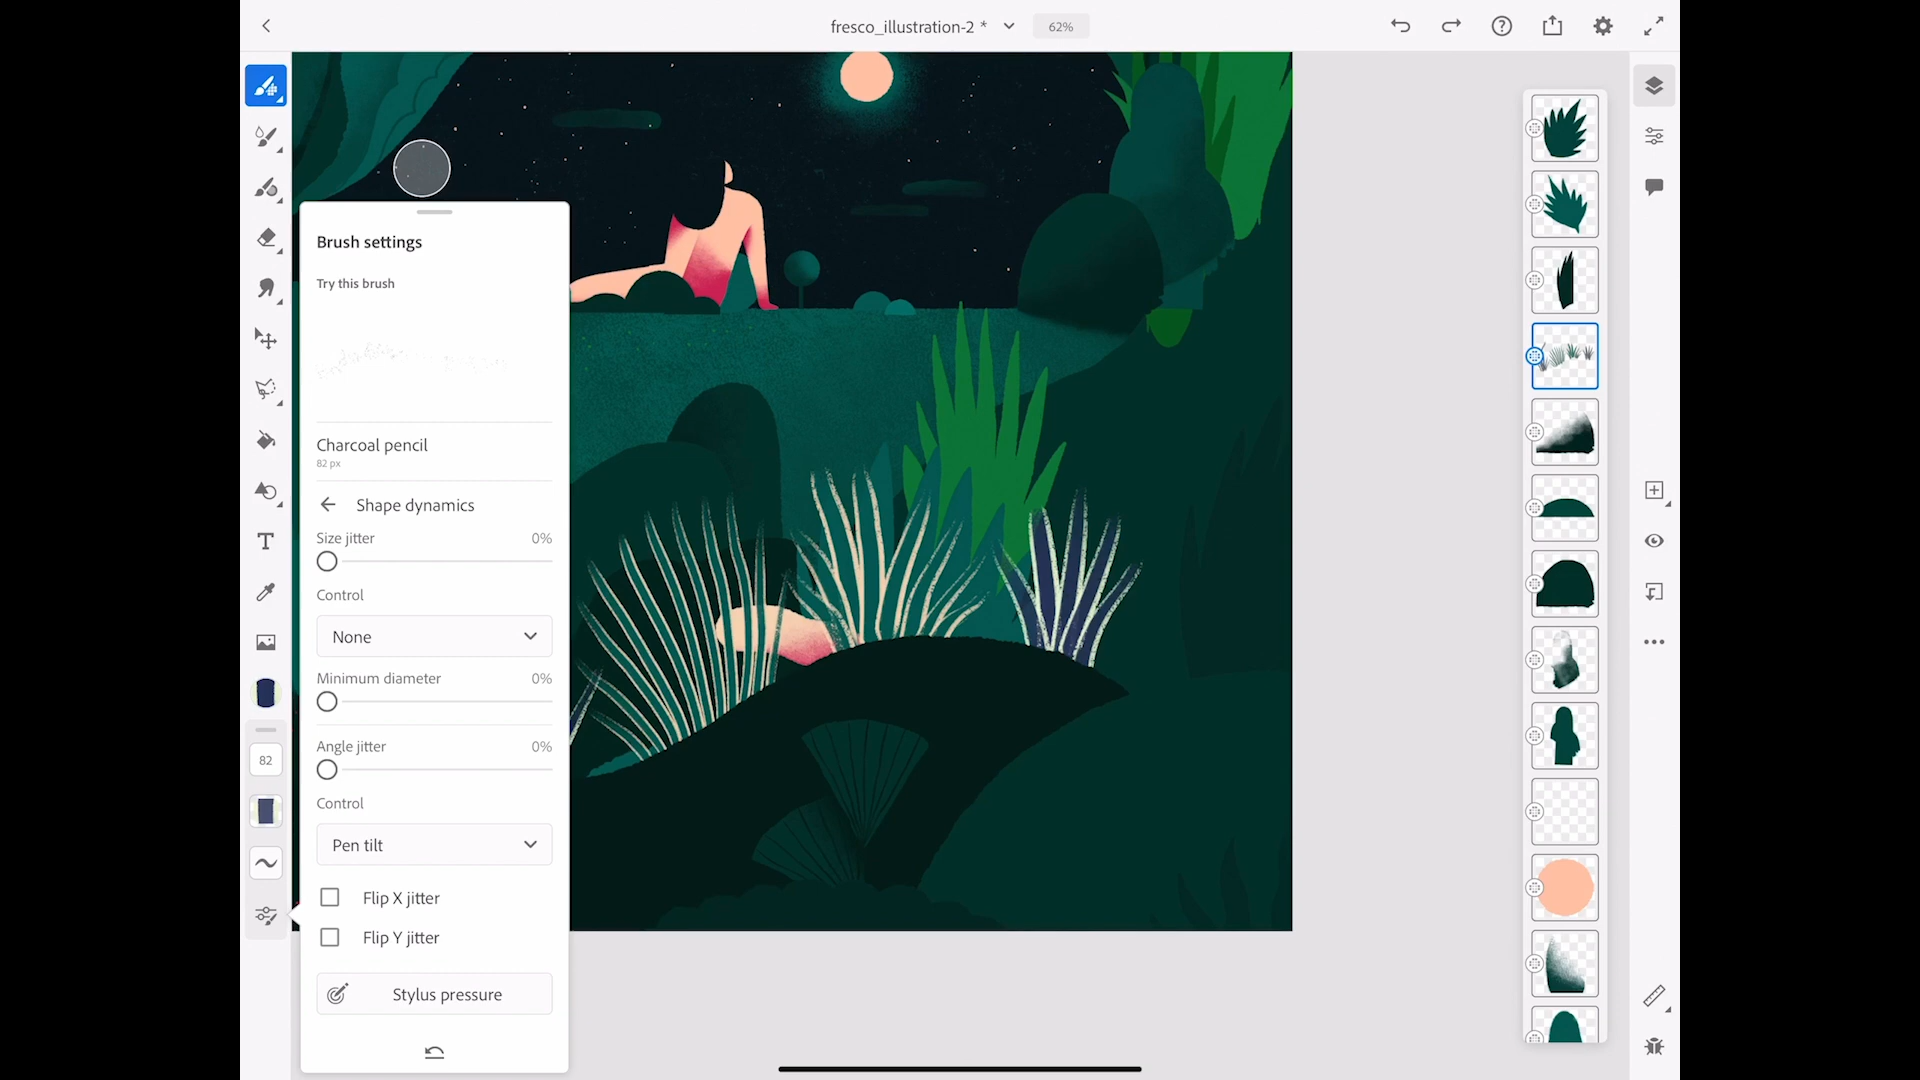 fresco_illustration-2 *
62%
Brush settings
Try this brush
Charcoal pencil
82 px
Shape dynamics
Size jitter 0%
Control
None
Minimum diameter 0%
Angle jitter 0%
Control
Pen tilt
Flip X jitter
Flip Y jitter
Stylus pressure
T
82